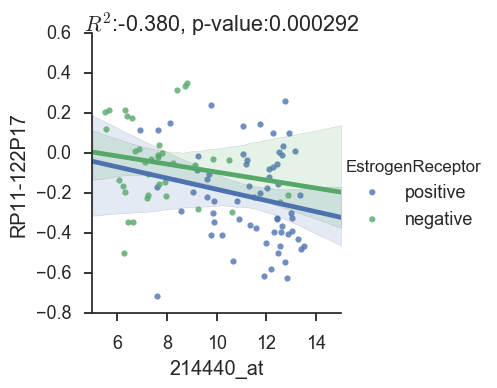 R²:-0.380, p-value:0.000292
0.6
0.4
0.2
0.0
−0.2
−0.4
−0.6
−0.8
RP11-122P17
6 8 10 12 14
214440_at
EstrogenReceptor
positive
negative